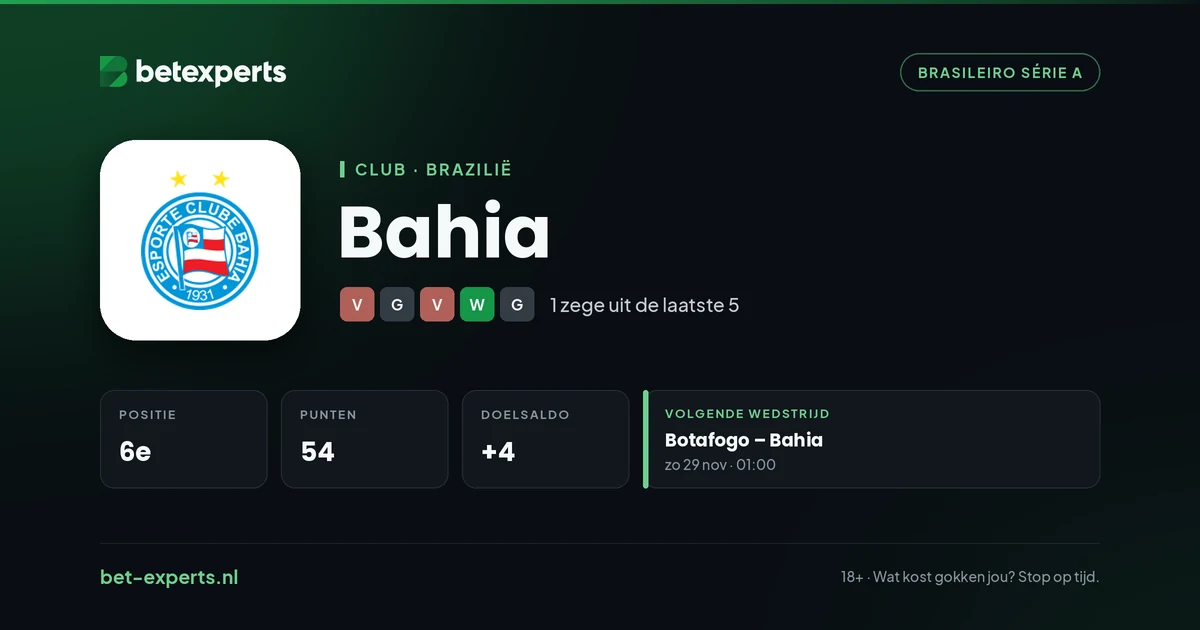 betexperts
BRASILEIRO SÉRIE A
CLUB · BRAZILIË
Bahia
ESPORTE CLUBE BAHIA
1931
V G V W G 1 zege uit de laatste 5
POSITIE
6e
PUNTEN
54
DOELSALDO
+4
VOLGENDE WEDSTRIJD
Botafogo – Bahia
zo 29 nov · 01:00
bet-experts.nl
18+ · Wat kost gokken jou? Stop op tijd.